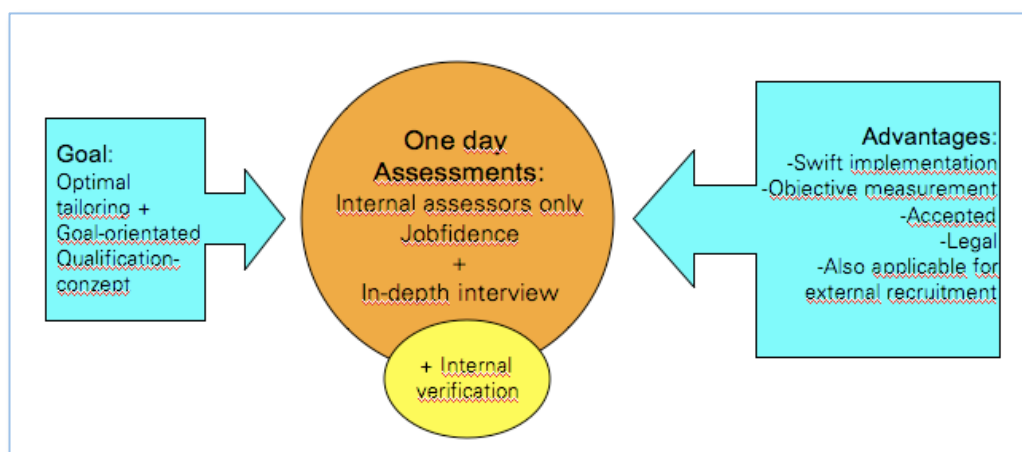 Goal:
Optimal
tailoring +
Goal-orientated
Qualification-
conzept
One day
Assessments:
Internal assessors only
Jobfidence
+
In-depth interview
+ Internal
verification
Advantages:
-Swift implementation
-Objective measurement
-Accepted
-Legal
-Also applicable for
external recruitment